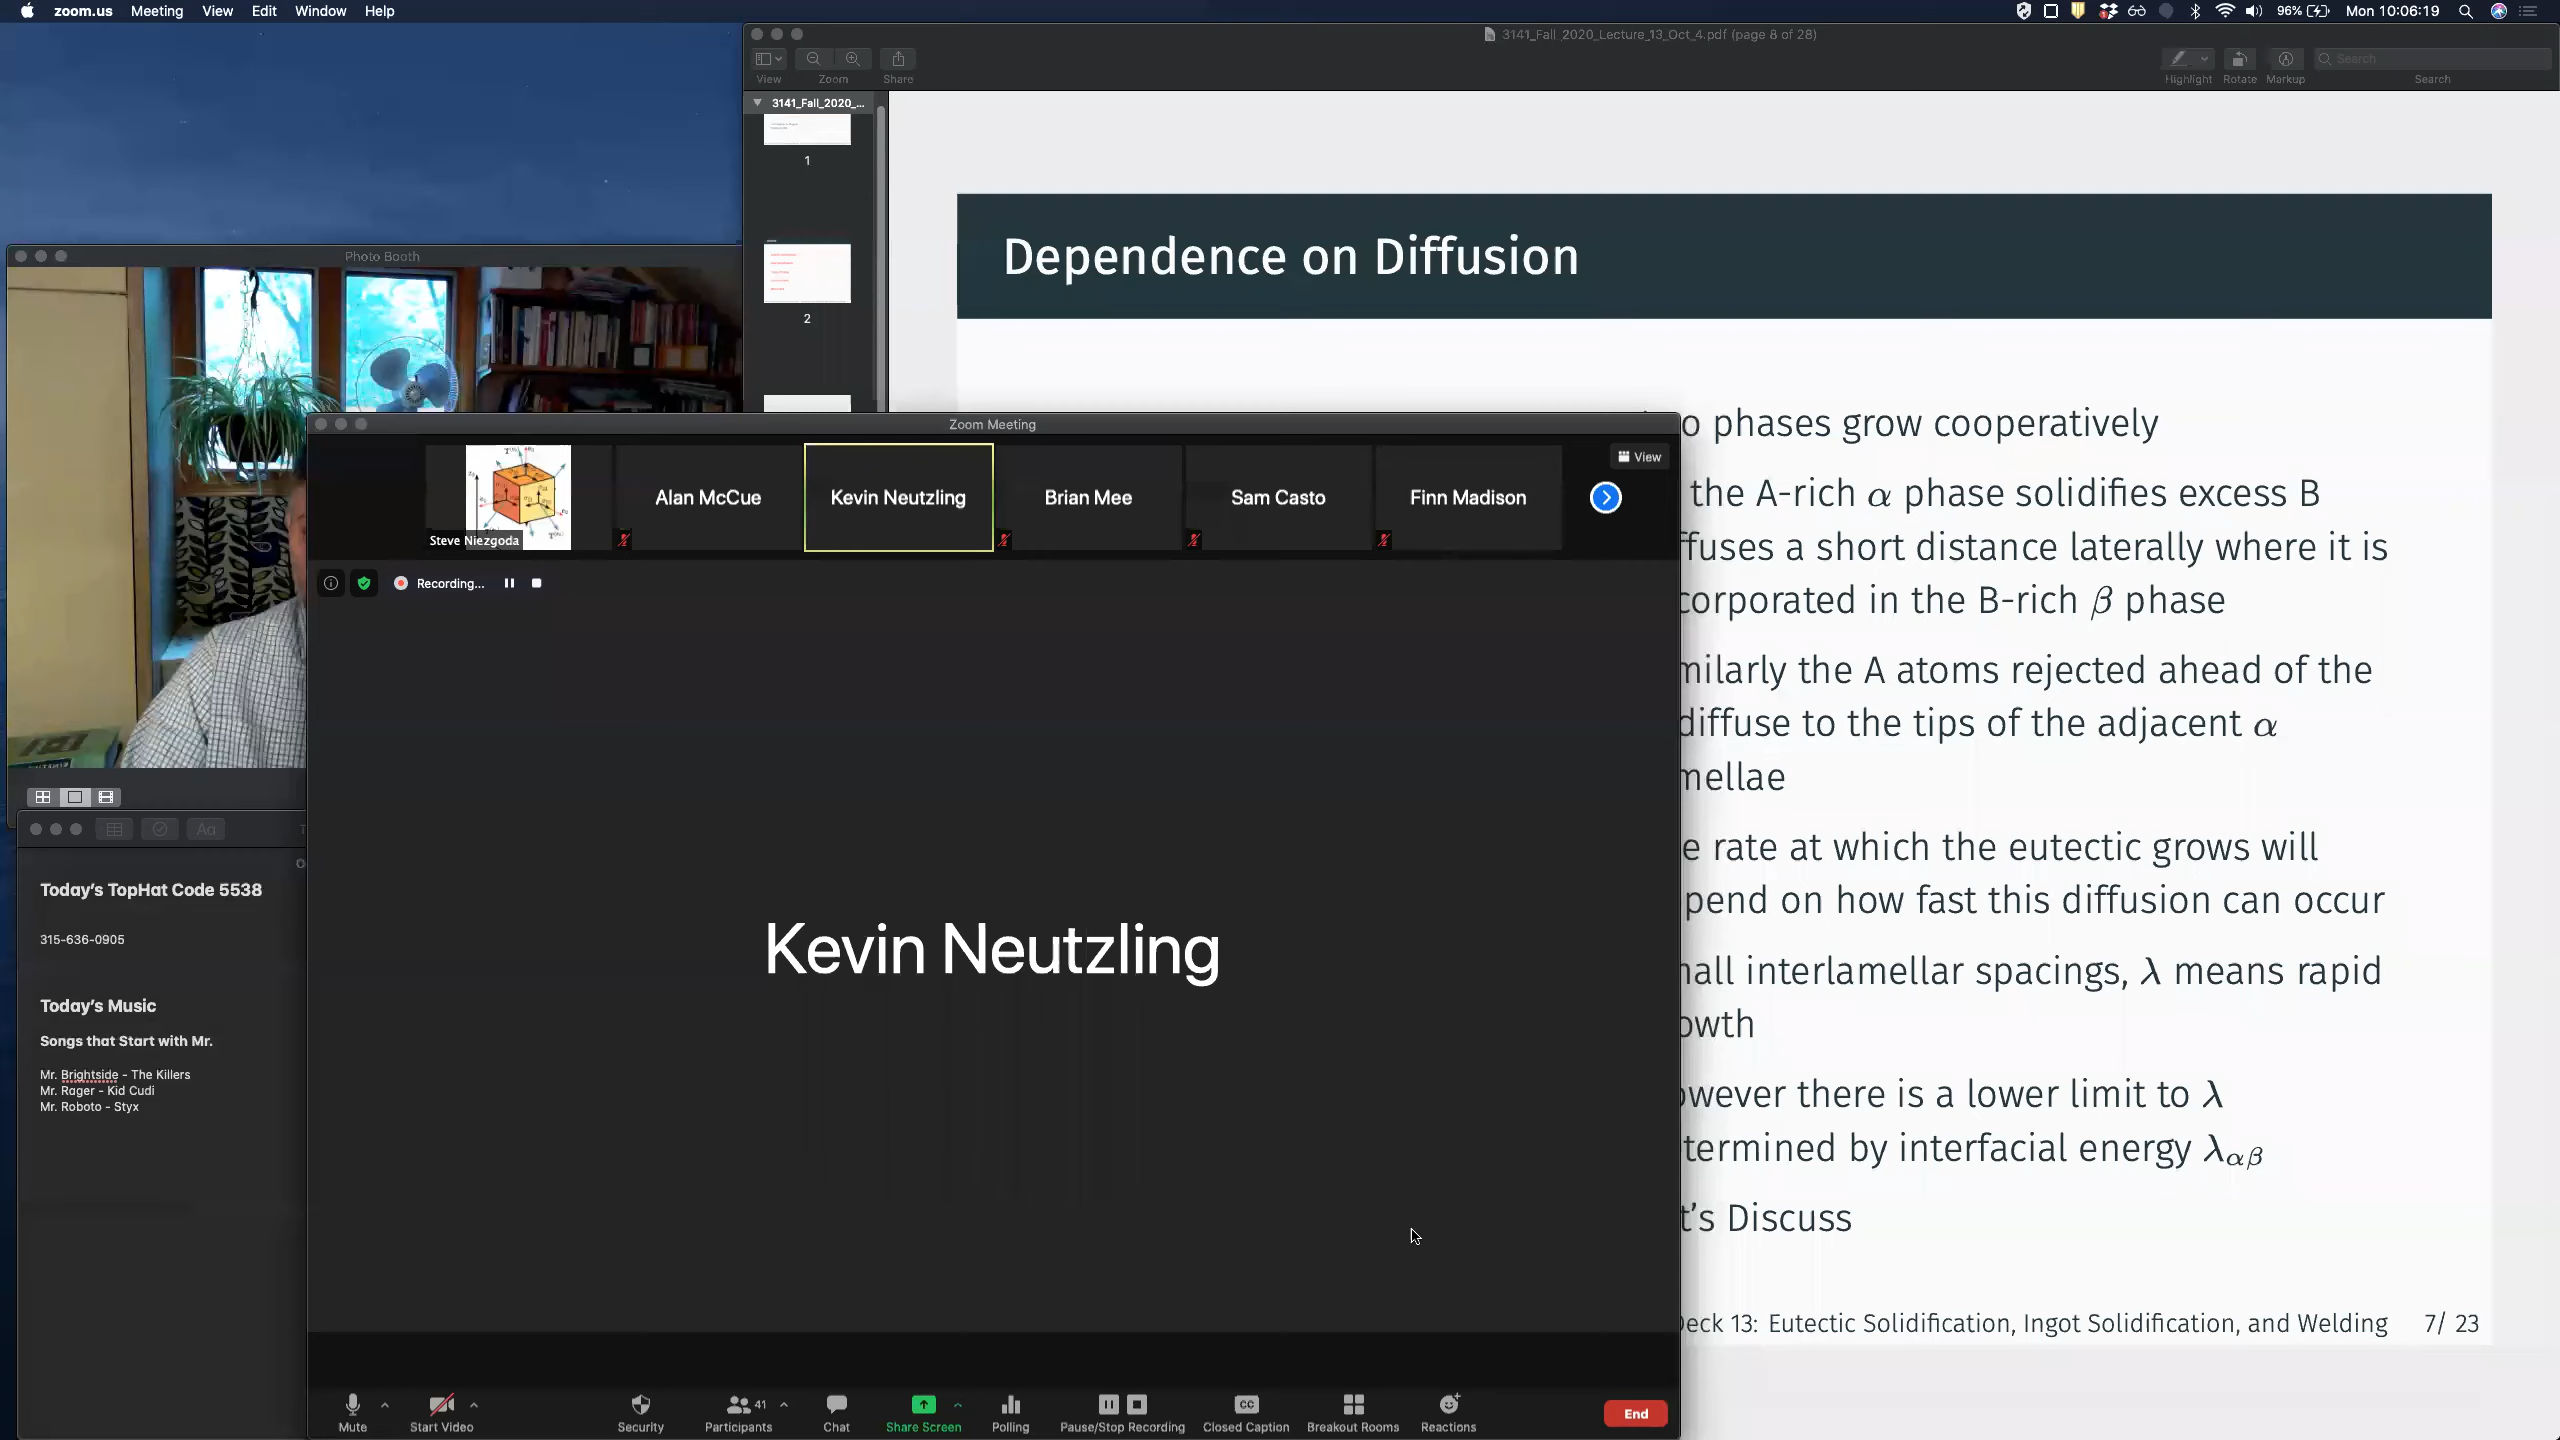 zoom.us Meeting View Edit Window Help
96% Mon 10:06:19
3141_Fall_2020_Lecture_13_Oct_4.pdf (page 8 of 28)
View Zoom Share
Highlight Rotate Markup Search
Search
3141_Fall_2020_...
1
2
Photo Booth
Dependence on Diffusion
o phases grow cooperatively
the A-rich α phase solidifies excess B
ffuses a short distance laterally where it is
corporated in the B-rich β phase
milarly the A atoms rejected ahead of the
diffuse to the tips of the adjacent α
mellae
e rate at which the eutectic grows will
pend on how fast this diffusion can occur
mall interlamellar spacings, λ means rapid
owth
owever there is a lower limit to λ
termined by interfacial energy λαβ
t's Discuss
Deck 13: Eutectic Solidification, Ingot Solidification, and Welding 7/ 23
Zoom Meeting
View
Steve Niezgoda
Alan McCue
Kevin Neutzling
Brian Mee
Sam Casto
Finn Madison
Recording...
Kevin Neutzling
Aa
Today's TopHat Code 5538
315-636-0905
Today's Music
Songs that Start with Mr.
Mr. Brightside - The Killers
Mr. Rager - Kid Cudi
Mr. Roboto - Styx
Mute
Start Video
Security
Participants 41
Chat
Share Screen
Polling
Pause/Stop Recording
CC
Closed Caption
Breakout Rooms
Reactions
End